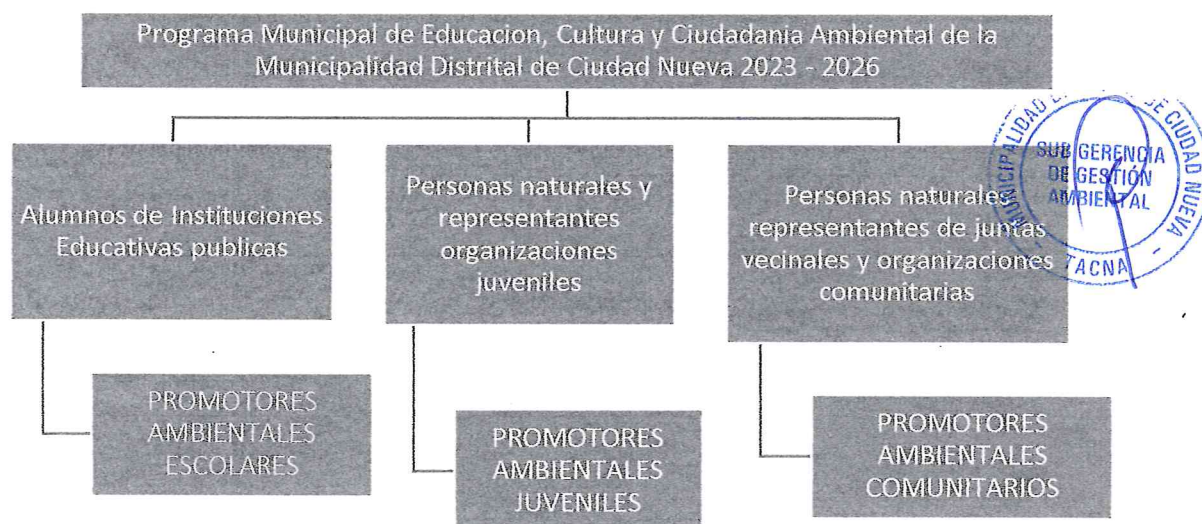 Programa Municipal de Educacion, Cultura y Ciudadania Ambiental de la
Municipalidad Distrital de Ciudad Nueva 2023 - 2026
Alumnos de Instituciones
Educativas publicas
Personas naturales y
representantes
organizaciones
juveniles
Personas naturales
representantes de juntas
vecinales y organizaciones
comunitarias
PROMOTORES
AMBIENTALES
ESCOLARES
PROMOTORES
AMBIENTALES
JUVENILES
PROMOTORES
AMBIENTALES
COMUNITARIOS
MUNICIPALIDAD DE CIUDAD NUEVA - TACNA
SUB GERENCIA
DE GESTIÓN
AMBIENTAL